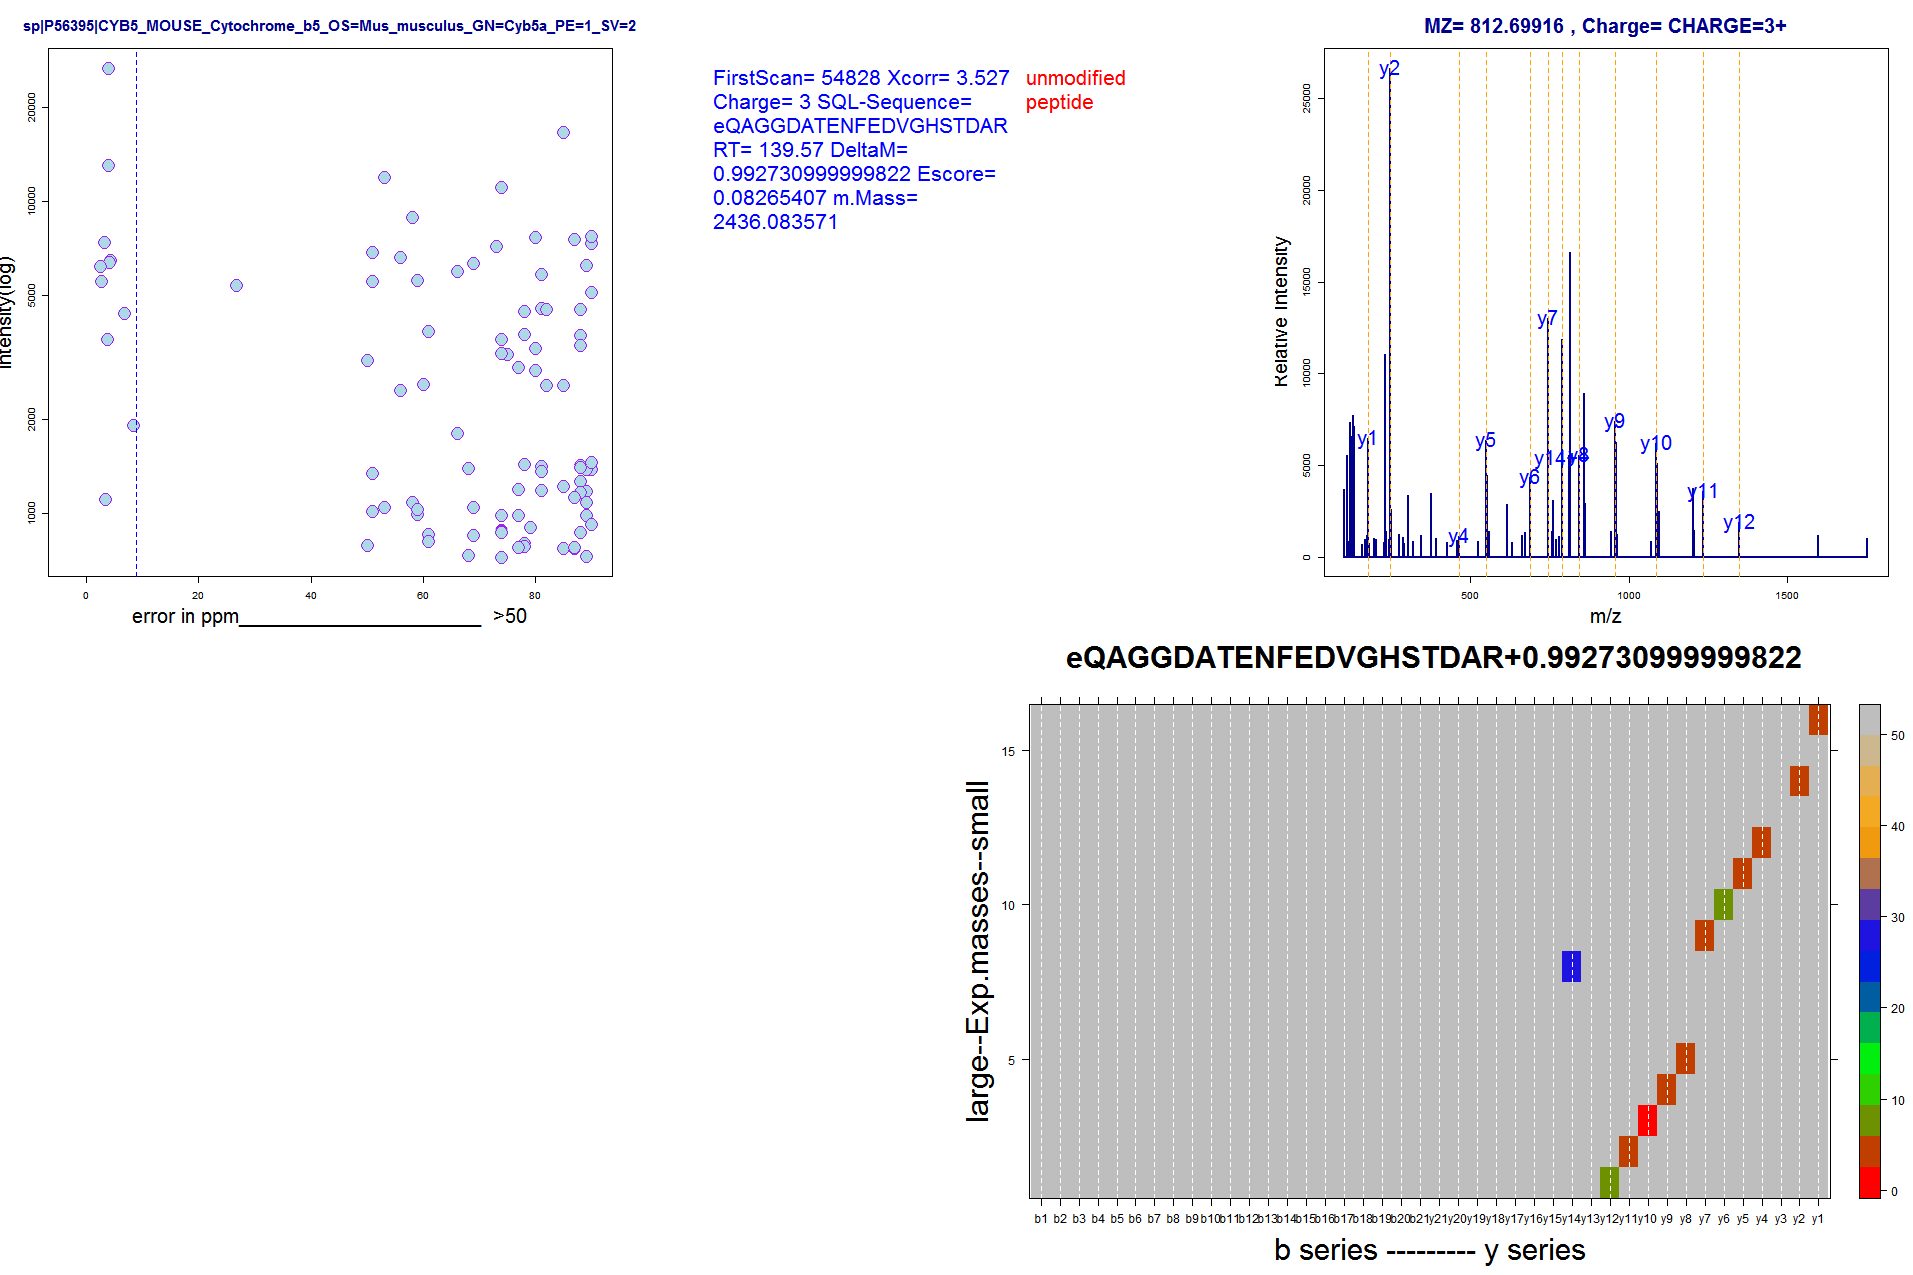 sp|P56395|CYB5_MOUSE_Cytochrome_b5_OS=Mus_musculus_GN=Cyb5a_PE=1_SV=2
Intensity(log)
20000
10000
5000
2000
1000
0 20 40 60 80
error in ppm______________________ >50
FirstScan= 54828 Xcorr= 3.527
Charge= 3 SQL-Sequence=
eQAGGDATENFEDVGHSTDAR
RT= 139.57 DeltaM=
0.992730999999822 Escore=
0.08265407 m.Mass=
2436.083571
unmodified
peptide
MZ= 812.69916 , Charge= CHARGE=3+
Relative Intensity
25000
20000
15000
10000
5000
0
y2
y7
y1
y5
y14
y8
y6
y9
y10
y11
y4
y12
500 1000 1500
m/z
eQAGGDATENFEDVGHSTDAR+0.992730999999822
large--Exp.masses--small
15
10
5
b1 b2 b3 b4 b5 b6 b7 b8 b9 b10 b11 b12 b13 b14 b15 b16 b17 b18 b19 b20 b21 y21 y20 y19 y18 y17 y16 y15 y14 y13 y12 y11 y10 y9 y8 y7 y6 y5 y4 y3 y2 y1
b series --------- y series
50
40
30
20
10
0